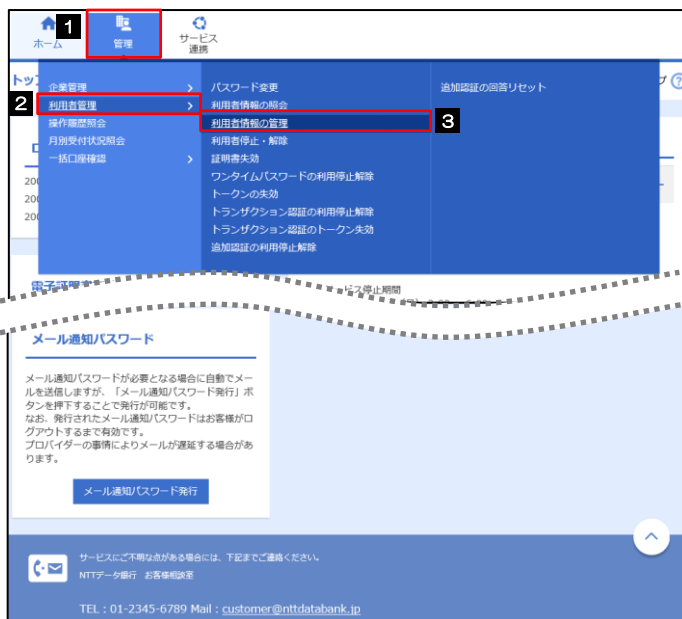 1
ホーム
管理
サービス
連携
トッ
プ
2
企業管理
利用者管理
操作履歴照会
月別受付状況照会
一括口座確認
パスワード変更
利用者情報の照会
利用者情報の管理
3
利用者停止・解除
証明書失効
ワンタイムパスワードの利用停止解除
トークンの失効
トランザクション認証の利用停止解除
トランザクション認証のトークン失効
追加認証の利用停止解除
追加認証の回答リセット
200
200
200
電子証明
ービス停止期間
メール通知パスワード
メール通知パスワードが必要となる場合に自動でメー
ルを送信しますが、「メール通知パスワード発行」ボ
タンを押下することで発行が可能です。
なお、発行されたメール通知パスワードはお客様がロ
グアウトするまで有効です。
プロバイダーの事情によりメールが遅延する場合があ
ります。
メール通知パスワード発行
サービスにご不明な点がある場合には、下記までご連絡ください。
NTTデータ銀行 お客様相談室
TEL : 01-2345-6789 Mail : customer@nttdatabank.jp